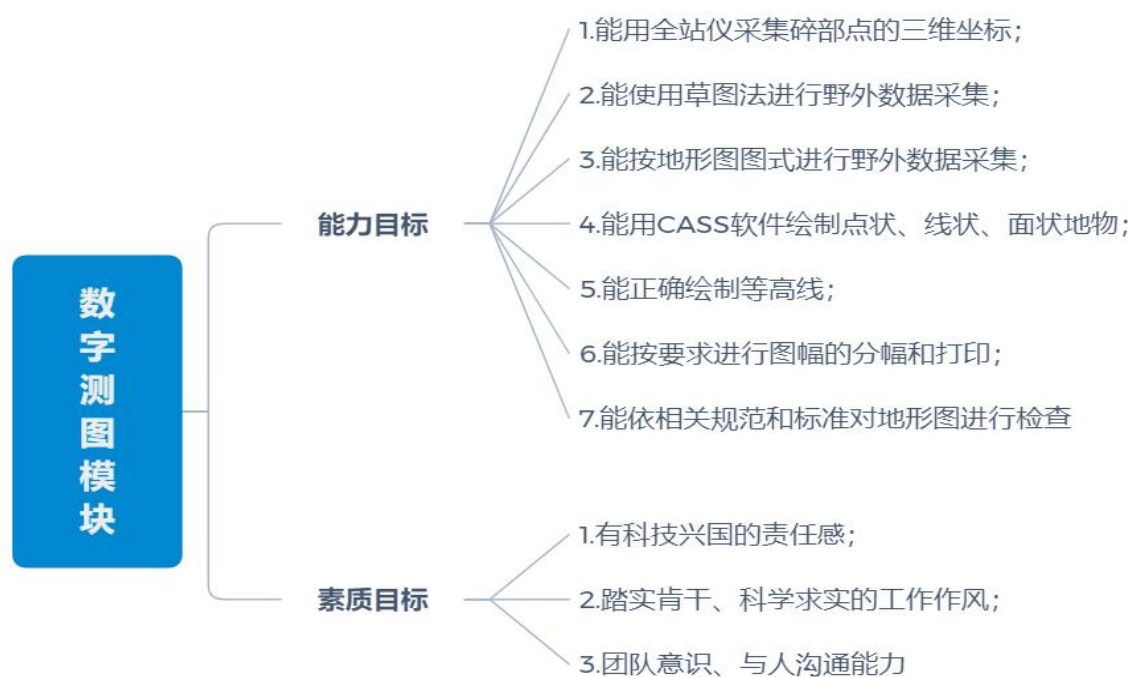 数字测图模块
能力目标
1.能用全站仪采集碎部点的三维坐标；
2.能使用草图法进行野外数据采集；
3.能按地形图图式进行野外数据采集；
4.能用CASS软件绘制点状、线状、面状地物；
5.能正确绘制等高线；
6.能按要求进行图幅的分幅和打印；
7.能依相关规范和标准对地形图进行检查
素质目标
1.有科技兴国的责任感；
2.踏实肯干、科学求实的工作作风；
3.团队意识、与人沟通能力